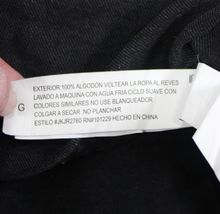 EXTERIOR:100% ALGODÓN VOLTEAR LA ROPA AL REVES
LAVADO A MAQUINA CON AGUA FRIA CICLO SUAVE CON
COLORES SIMILARES NO USE BLANQUEADOR
COLGAR A SECAR NO PLANCHAR
ESTILO #JKJR2760 RN#101229 HECHO EN CHINA
G